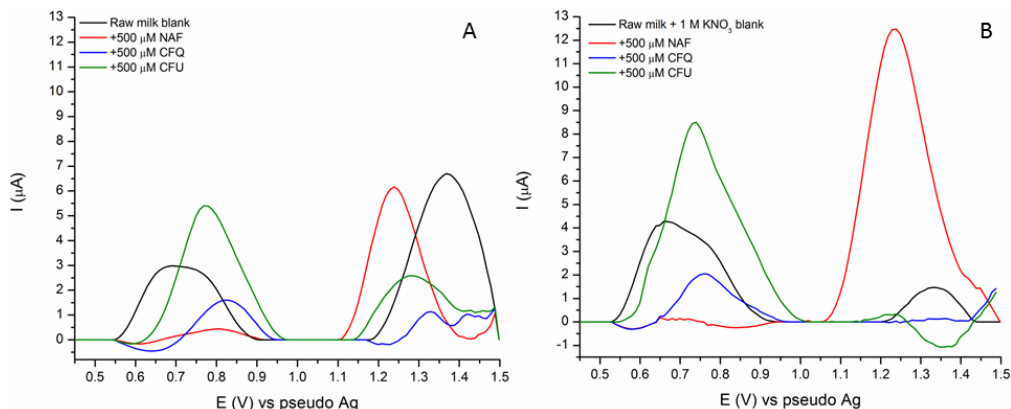 A
Raw milk blank
+500 μM NAF
+500 μM CFQ
+500 μM CFU
13
12
11
10
9
8
7
6
5
4
3
2
1
0
I (μA)
0.5 0.6 0.7 0.8 0.9 1.0 1.1 1.2 1.3 1.4 1.5
E (V) vs pseudo Ag
B
Raw milk + 1 M KNO₃ blank
+500 μM NAF
+500 μM CFQ
+500 μM CFU
13
12
11
10
9
8
7
6
5
4
3
2
1
0
-1
I (μA)
0.5 0.6 0.7 0.8 0.9 1.0 1.1 1.2 1.3 1.4 1.5
E (V) vs pseudo Ag